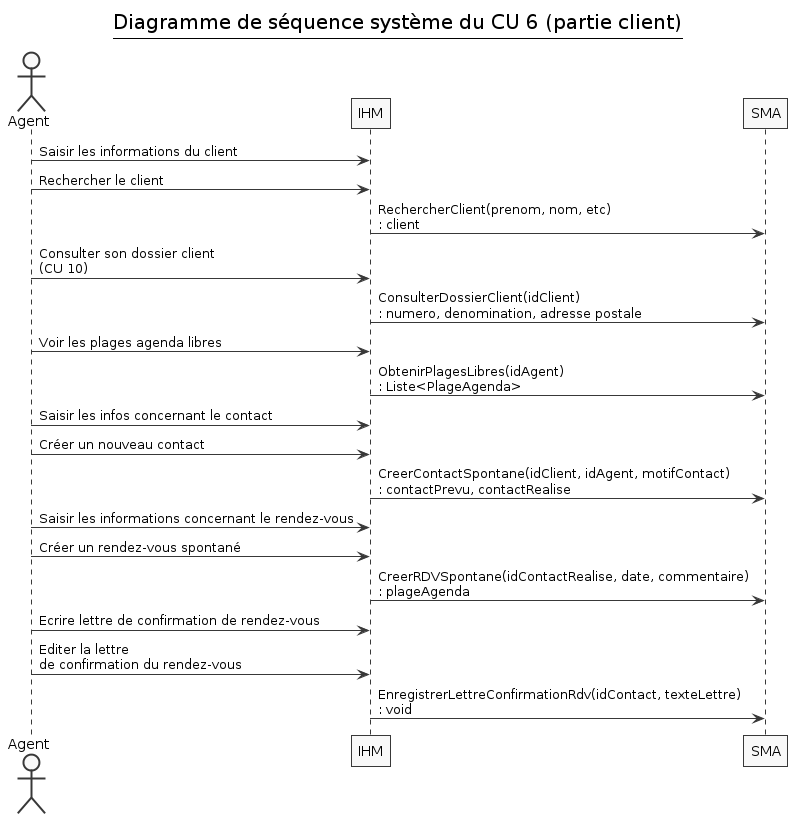 Diagramme de séquence système du CU 6 (partie client)
Agent
IHM
SMA
Saisir les informations du client
Rechercher le client
RechercherClient(prenom, nom, etc)
: client
Consulter son dossier client
(CU 10)
ConsulterDossierClient(idClient)
: numero, denomination, adresse postale
Voir les plages agenda libres
ObtenirPlagesLibres(idAgent)
: Liste<PlageAgenda>
Saisir les infos concernant le contact
Créer un nouveau contact
CreerContactSpontane(idClient, idAgent, motifContact)
: contactPrevu, contactRealise
Saisir les informations concernant le rendez-vous
Créer un rendez-vous spontané
CreerRDVSpontane(idContactRealise, date, commentaire)
: plageAgenda
Ecrire lettre de confirmation de rendez-vous
Editer la lettre
de confirmation du rendez-vous
EnregistrerLettreConfirmationRdv(idContact, texteLettre)
: void
Agent
IHM
SMA